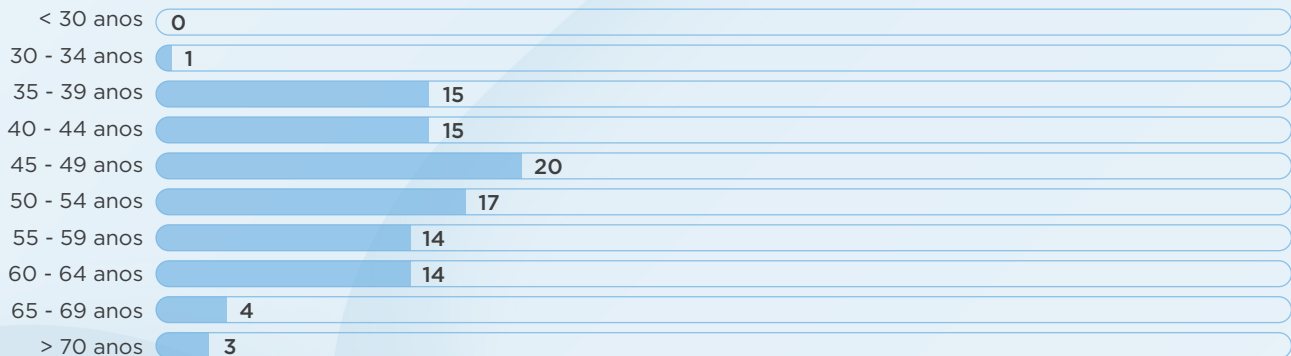 < 30 anos 0
30 - 34 anos 1
35 - 39 anos 15
40 - 44 anos 15
45 - 49 anos 20
50 - 54 anos 17
55 - 59 anos 14
60 - 64 anos 14
65 - 69 anos 4
> 70 anos 3